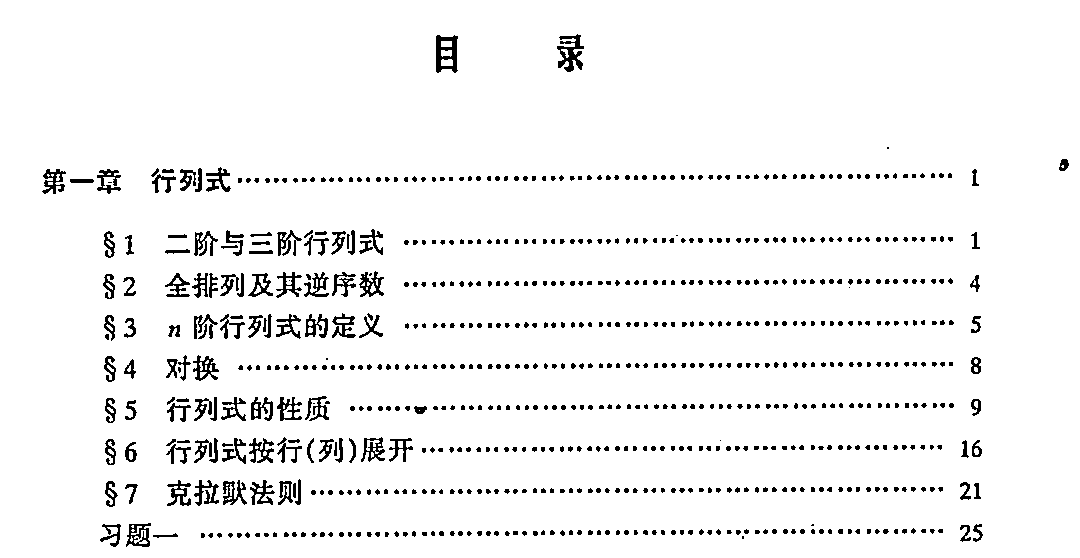 目 录
第一章 行列式…………………………………………………………… 1
§1 二阶与三阶行列式 ……………………………………………… 1
§2 全排列及其逆序数 ……………………………………………… 4
§3 n 阶行列式的定义 ……………………………………………… 5
§4 对换 ……………………………………………………………… 8
§5 行列式的性质 …………………………………………………… 9
§6 行列式按行(列)展开…………………………………………… 16
§7 克拉默法则……………………………………………………… 21
习题一 ………………………………………………………………… 25